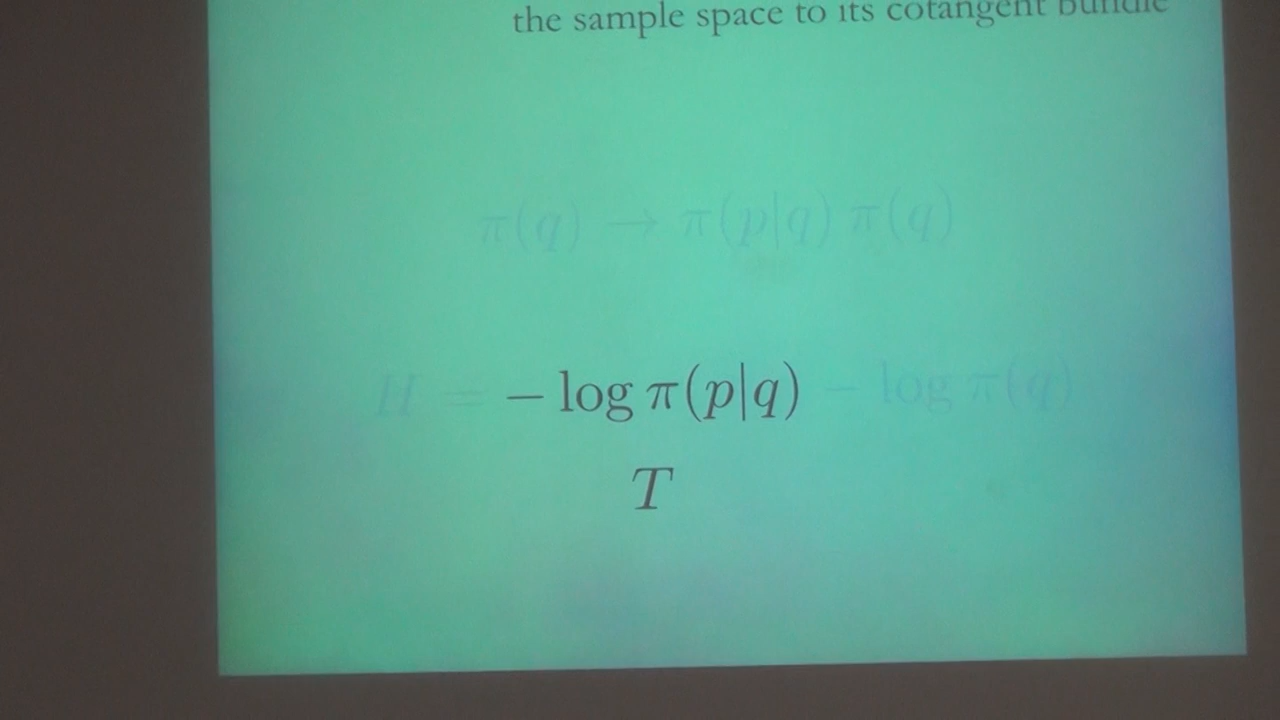 the sample space to its cotangent bundle
π(q) → π(p|q) π(q)
H = − log π(p|q) − log π(q)
T